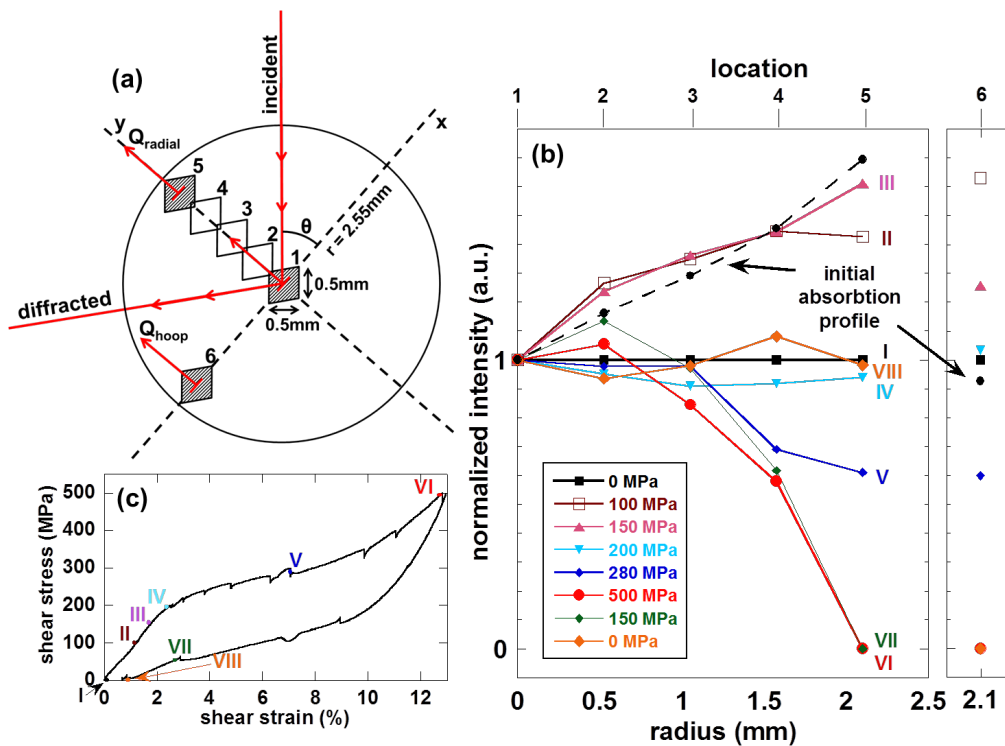 (a)
incident
y
Q radial
x
5
4
3
2
θ
r = 2.55mm
1
0.5mm
0.5mm
diffracted
Q hoop
6
location
1 2 3 4 5 6
(b)
III
II
initial
absorbtion
profile
I
VIII
IV
V
VII
VI
normalized intensity (a.u.)
1
0
0 MPa
100 MPa
150 MPa
200 MPa
280 MPa
500 MPa
150 MPa
0 MPa
0 0.5 1 1.5 2 2.5 2.1
radius (mm)
(c)
shear stress (MPa)
500
400
300
200
100
0
VI
V
IV
III
II
VII
VIII
I
0 2 4 6 8 10 12
shear strain (%)